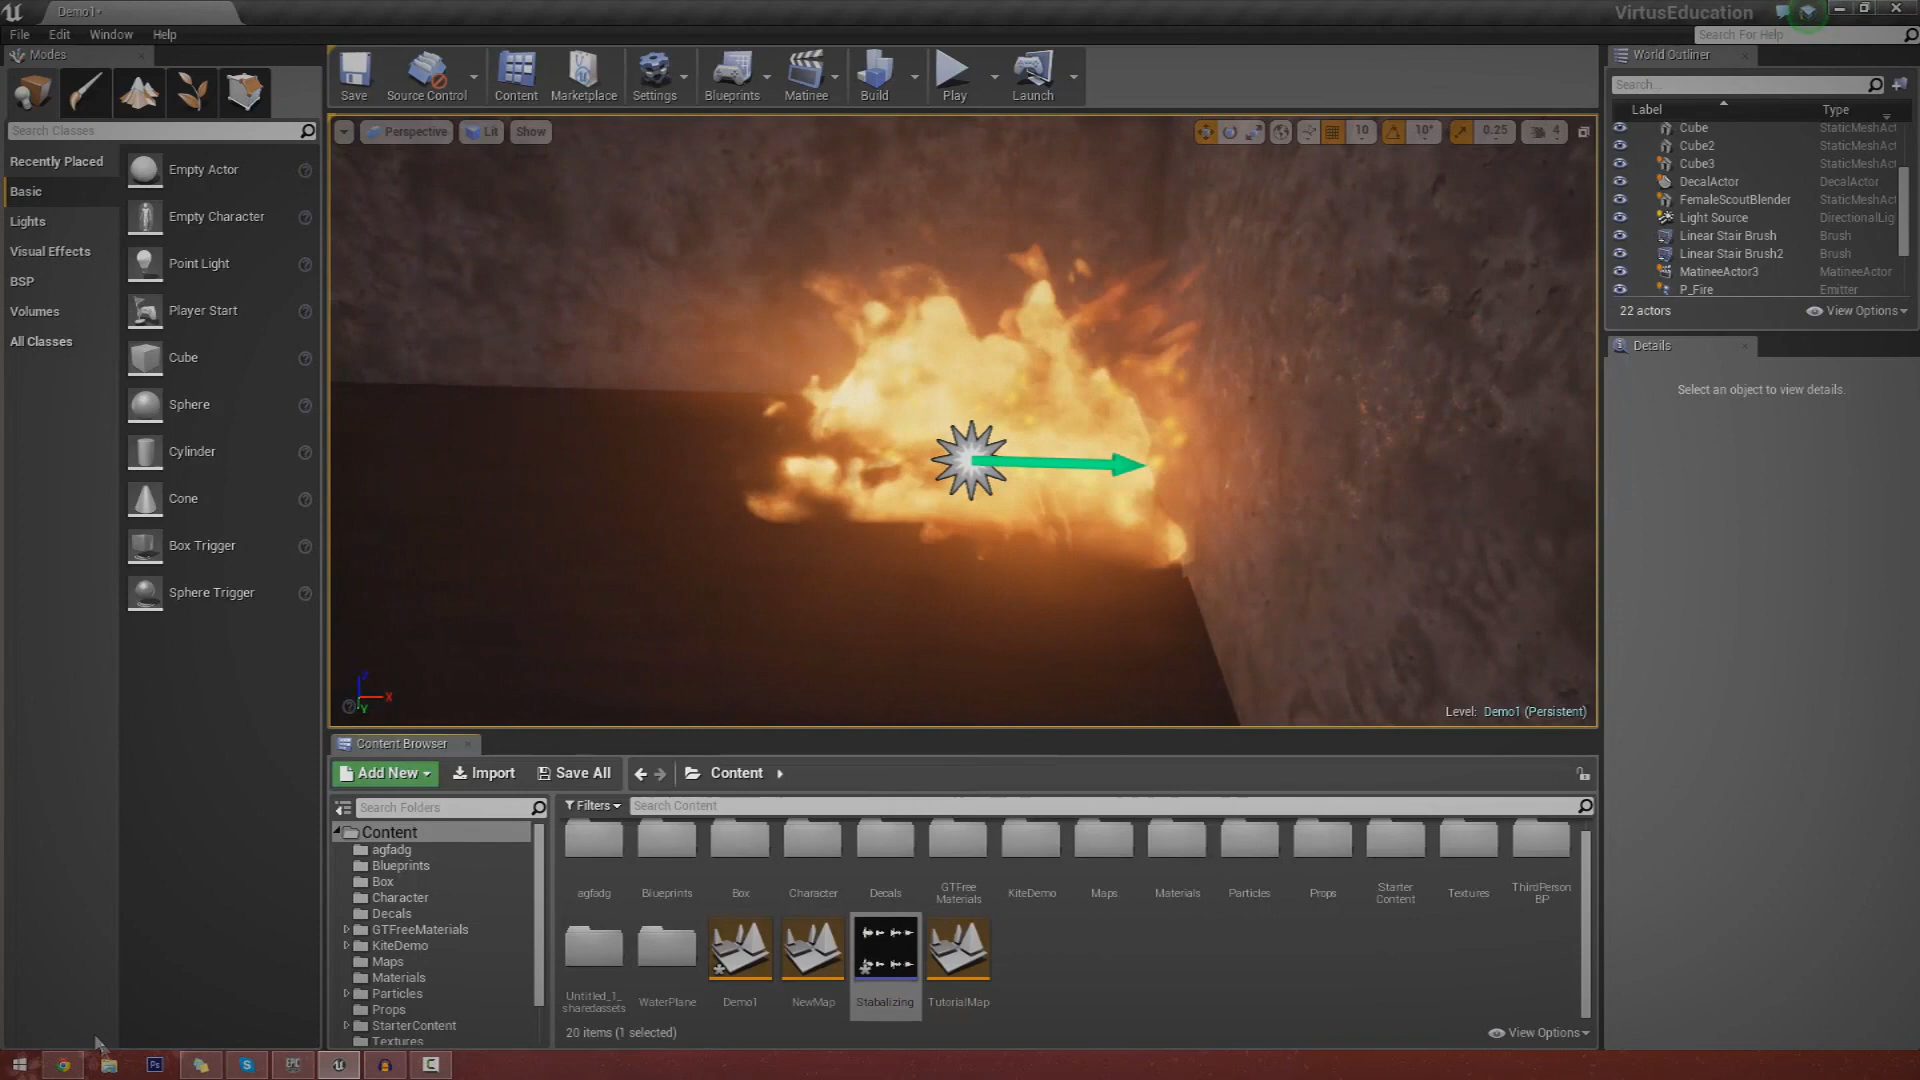 Demo1•
VirtusEducation
File Edit Window Help
Search For Help
Modes
Save
Source Control
Content
Marketplace
Settings
Blueprints
Matinee
Build
Play
Launch
World Outliner
Search...
Label Type
Cube StaticMeshAct
Cube2 StaticMeshAct
Cube3 StaticMeshAct
DecalActor DecalActor
FemaleScoutBlender StaticMeshAct
Light Source DirectionalLig
Linear Stair Brush Brush
Linear Stair Brush2 Brush
MatineeActor3 MatineeActor
P_Fire Emitter
22 actors View Options
Details
Select an object to view details.
Search Classes
Recently Placed
Basic
Lights
Visual Effects
BSP
Volumes
All Classes
Empty Actor
Empty Character
Point Light
Player Start
Cube
Sphere
Cylinder
Cone
Box Trigger
Sphere Trigger
Perspective Lit Show
10 10° 0.25 4
Z
X
Y
Level: Demo1 (Persistent)
Content Browser
Add New Import Save All Content
Search Folders
Filters Search Content
Content
agfadg
Blueprints
Box
Character
Decals
GTFreeMaterials
KiteDemo
Maps
Materials
Particles
Props
StarterContent
Textures
agfadg
Blueprints
Box
Character
Decals
GTFree
Materials
KiteDemo
Maps
Materials
Particles
Props
Starter
Content
Textures
ThirdPerson
BP
Untitled_1_
sharedassets
WaterPlane
Demo1
NewMap
Stabalizing
TutorialMap
20 items (1 selected) View Options
Ps
EPIC